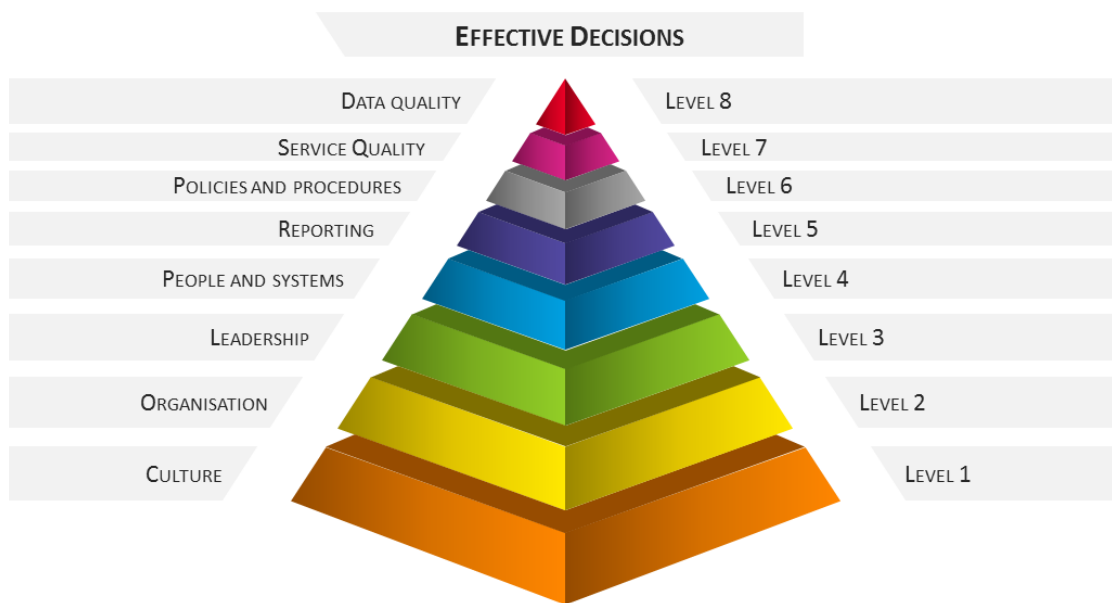 EFFECTIVE DECISIONS
DATA QUALITY LEVEL 8
SERVICE QUALITY LEVEL 7
POLICIES AND PROCEDURES LEVEL 6
REPORTING LEVEL 5
PEOPLE AND SYSTEMS LEVEL 4
LEADERSHIP LEVEL 3
ORGANISATION LEVEL 2
CULTURE LEVEL 1